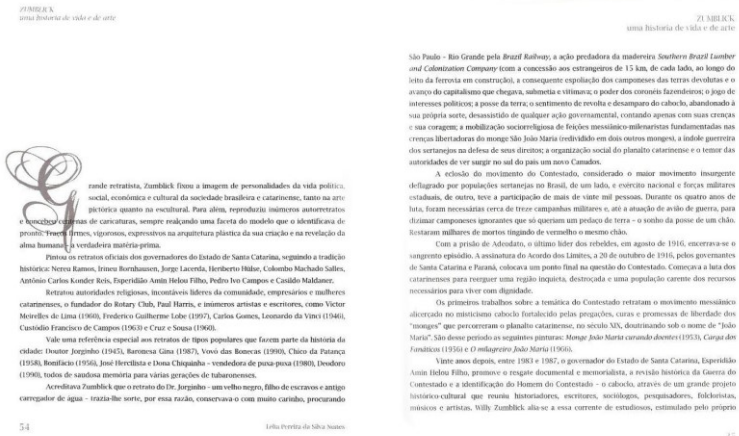 ZUMBLICK
uma história de vida e de arte
Grande retratista, Zumblick fixou a imagem de personalidades da vida política,
social, econômica e cultural da sociedade brasileira e catarinense, tanto na arte
pictórica quanto na escultural. Para além, reproduziu inúmeros autorretratos
e concebeu centenas de caricaturas, sempre realçando uma faceta do modelo que o identificava de
pronto. Traços firmes, vigorosos, expressivos na arquitetura plástica da sua criação e na revelação da
alma humana – a verdadeira matéria-prima.
Pintou os retratos oficiais dos governadores do Estado de Santa Catarina, seguindo a tradição
histórica: Nereu Ramos, Irineu Bornhausen, Jorge Lacerda, Heriberto Hülse, Colombo Machado Salles,
Antônio Carlos Konder Reis, Esperidião Amin Helou Filho, Pedro Ivo Campos e Casildo Maldaner.
Retratou autoridades religiosas, incontáveis líderes da comunidade, empresários e mulheres
catarinenses, o fundador do Rotary Club, Paul Harris, e inúmeros artistas e escritores, como Victor
Meirelles de Lima (1960), Frederico Guilherme Lobe (1997), Carlos Gomes, Leonardo da Vinci (1946),
Custódio Francisco de Campos (1963) e Cruz e Sousa (1960).
Vale uma referência especial aos retratos de tipos populares que fazem parte da história da
cidade: Doutor Jorginho (1945), Baronesa Gina (1987), Vovó das Bonecas (1990), Chico da Patança
(1958), Bonifácio (1956), José Hercílista e Dona Chiquinha – vendedora de puxa-puxa (1980), Deodoro
(1990), todos de saudosa memória para várias gerações de tubaronenses.
Acreditava Zumblick que o retrato do Dr. Jorginho – um velho negro, filho de escravos e antigo
carregador de água – trazia-lhe sorte, por essa razão, conservava-o com muito carinho, procurando
54
Lélia Pereira da Silva Nunes
ZUMBLICK
uma história de vida e de arte
São Paulo – Rio Grande pela Brazil Railway, a ação predadora da madeireira Southern Brazil Lumber
and Colonization Company (com a concessão aos estrangeiros de 15 km, de cada lado, ao longo do
leito da ferrovia em construção), a consequente espoliação dos camponeses das terras devolutas e o
avanço do capitalismo que chegava, submetia e vitimava; o poder dos coronéis fazendeiros; o jogo de
interesses políticos; a posse da terra; o sentimento de revolta e desamparo do caboclo, abandonado à
sua própria sorte, desassistido de qualquer ação governamental, contando apenas com suas crenças
e sua coragem; a mobilização sociorreligiosa de feições messiânico-milenaristas fundamentadas nas
crenças libertadoras do monge São João Maria (redivivido em dois outros monges), a índole guerreira
dos sertanejos na defesa de seus direitos; a organização social do planalto catarinense e o temor das
autoridades de ver surgir no sul do país um novo Canudos.
A eclosão do movimento do Contestado, considerado o maior movimento insurgente
deflagrado por populações sertanejas no Brasil, de um lado, e exército nacional e forças militares
estaduais, de outro, teve a participação de mais de vinte mil pessoas. Durante os quatro anos de
luta, foram necessárias cerca de treze campanhas militares e, até a atuação de avião de guerra, para
dizimar camponeses ignorantes que só queriam um pedaço de terra – o sonho da posse de um chão.
Restaram milhares de mortos tingindo de vermelho o mesmo chão.
Com a prisão de Adeodato, o último líder dos rebeldes, em agosto de 1916, encerrava-se o
sangrento episódio. A assinatura do Acordo dos Limites, a 20 de outubro de 1916, pelos governantes
de Santa Catarina e Paraná, colocava um ponto final na questão do Contestado. Começava a luta dos
catarinenses para reerguer uma região inquieta, destroçada e uma população carente dos recursos
necessários para viver com dignidade.
Os primeiros trabalhos sobre a temática do Contestado retratam o movimento messiânico
alicerçado no misticismo caboclo fortalecido pelas pregações, curas e promessas de liberdade dos
"monges" que percorreram o planalto catarinense, no século XIX, doutrinando sob o nome de "João
Maria". São desse período as seguintes pinturas: Monge João Maria curando doentes (1953), Carga dos
Fanáticos (1956) e O milagreiro João Maria (1966).
Vinte anos depois, entre 1983 e 1987, o governador do Estado de Santa Catarina, Esperidião
Amin Helou Filho, promove o resgate documental e memorialista, a revisão histórica da Guerra do
Contestado e a identificação do Homem do Contestado – o caboclo, através de um grande projeto
histórico-cultural que reuniu historiadores, escritores, sociólogos, pesquisadores, folcloristas,
músicos e artistas. Willy Zumblick alia-se a essa corrente de estudiosos, estimulado pelo próprio